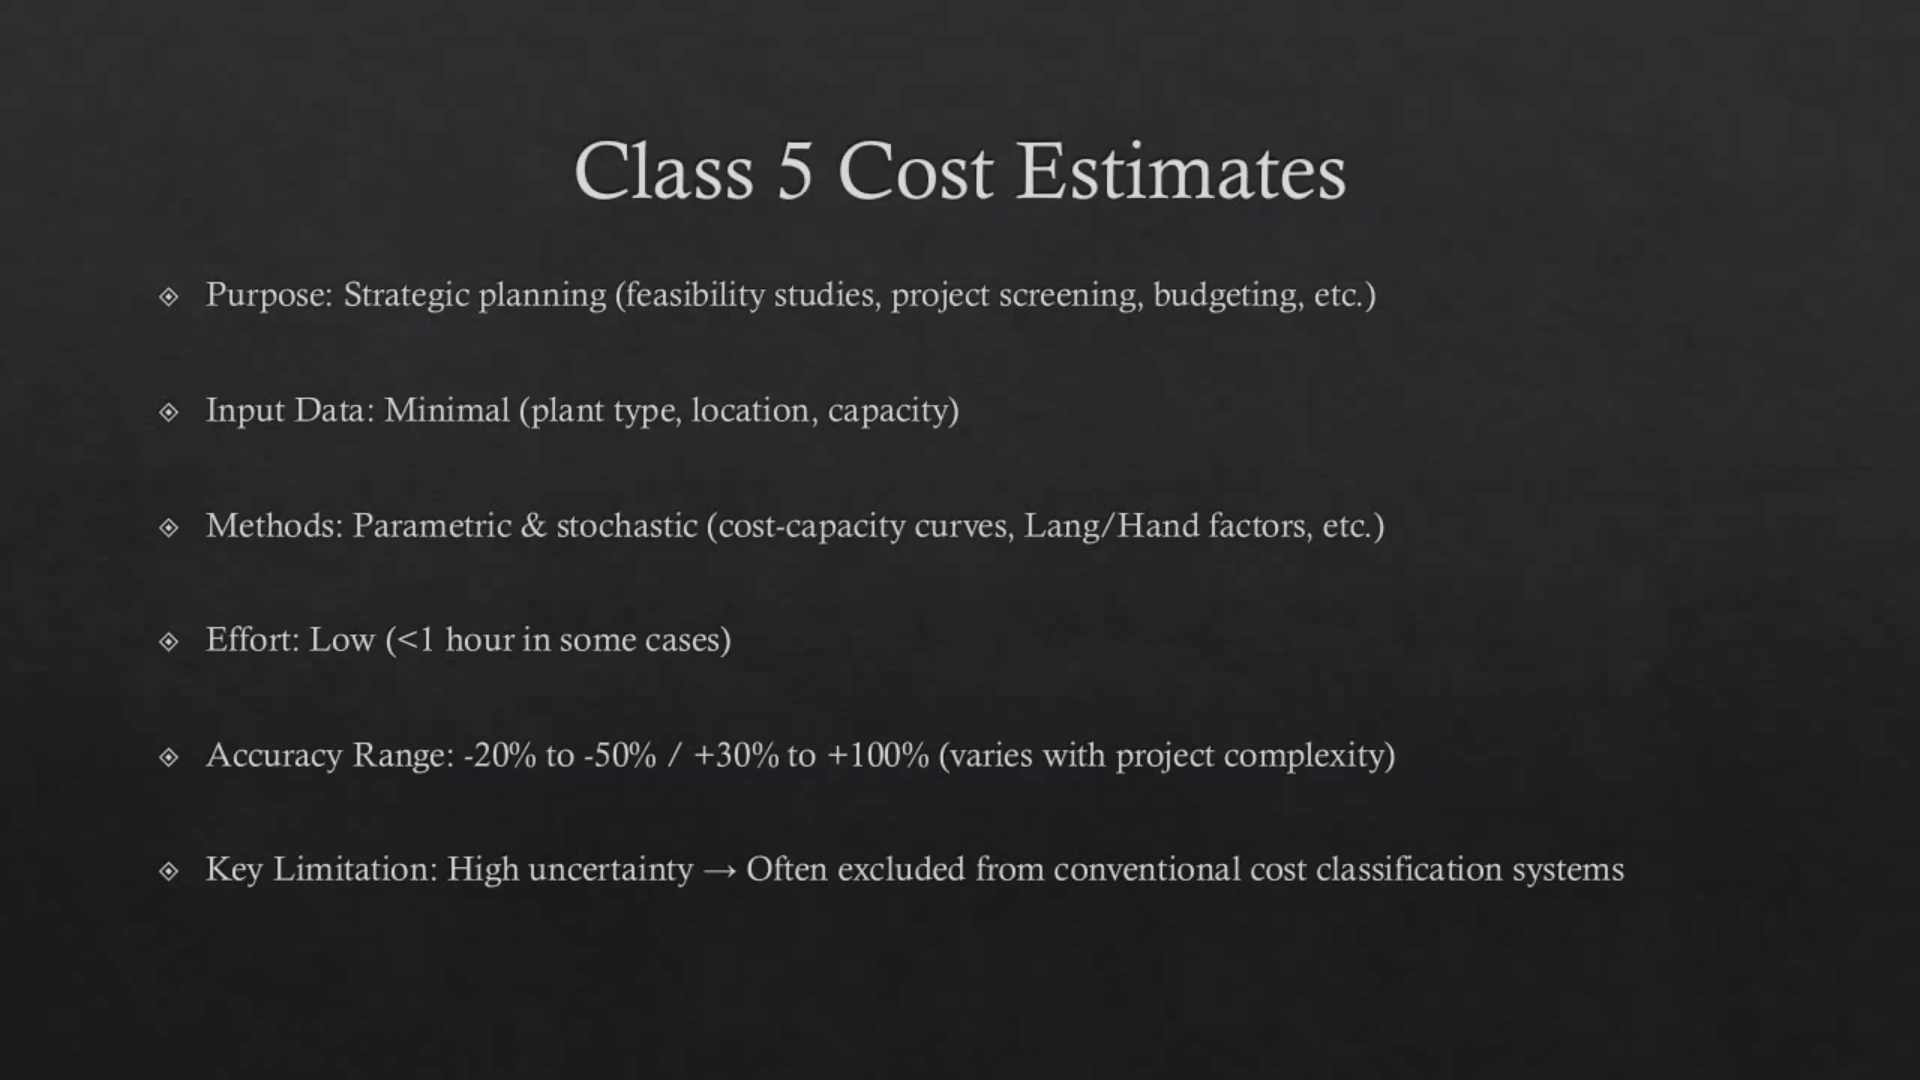 Class 5 Cost Estimates
Purpose: Strategic planning (feasibility studies, project screening, budgeting, etc.)
Input Data: Minimal (plant type, location, capacity)
Methods: Parametric & stochastic (cost-capacity curves, Lang/Hand factors, etc.)
Effort: Low (<1 hour in some cases)
Accuracy Range: -20% to -50% / +30% to +100% (varies with project complexity)
Key Limitation: High uncertainty → Often excluded from conventional cost classification systems